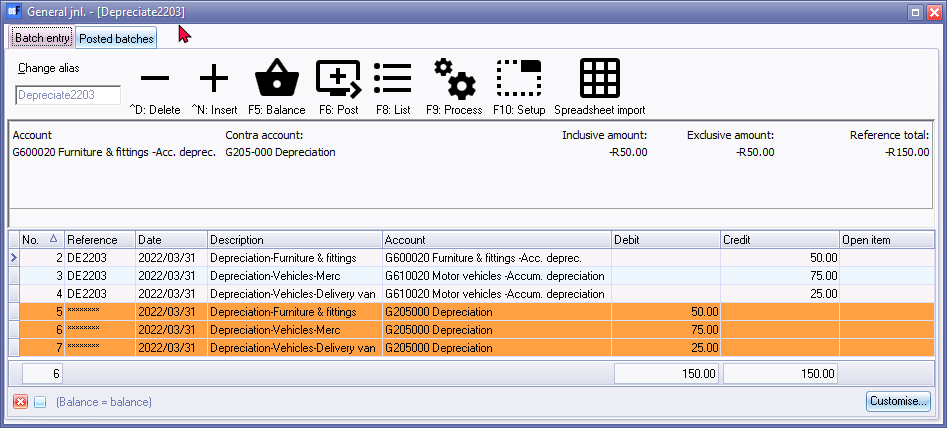 General jnl. - [Depreciate2203]
Batch entry Posted batches
Change alias
Depreciate2203
^D: Delete ^N: Insert F5: Balance F6: Post F8: List F9: Process F10: Setup Spreadsheet import
Account Contra account: Inclusive amount: Exclusive amount: Reference total:
G600020 Furniture & fittings -Acc. deprec. G205-000 Depreciation -R50.00 -R50.00 -R150.00
No. Reference Date Description Account Debit Credit Open item
2 DE2203 2022/03/31 Depreciation-Furniture & fittings G600020 Furniture & fittings -Acc. deprec. 50.00
3 DE2203 2022/03/31 Depreciation-Vehicles-Merc G610020 Motor vehicles -Accum. depreciation 75.00
4 DE2203 2022/03/31 Depreciation-Vehicles-Delivery van G610020 Motor vehicles -Accum. depreciation 25.00
5 ******** 2022/03/31 Depreciation-Furniture & fittings G205000 Depreciation 50.00
6 ******** 2022/03/31 Depreciation-Vehicles-Merc G205000 Depreciation 75.00
7 ******** 2022/03/31 Depreciation-Vehicles-Delivery van G205000 Depreciation 25.00
6 150.00 150.00
(Balance = balance) Customise...